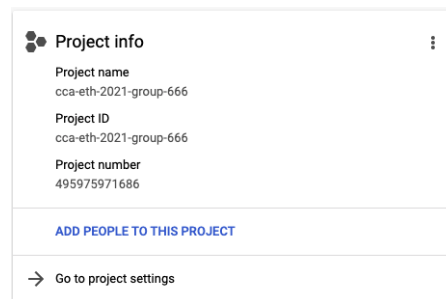 Project info
Project name
cca-eth-2021-group-666
Project ID
cca-eth-2021-group-666
Project number
495975971686
ADD PEOPLE TO THIS PROJECT
Go to project settings